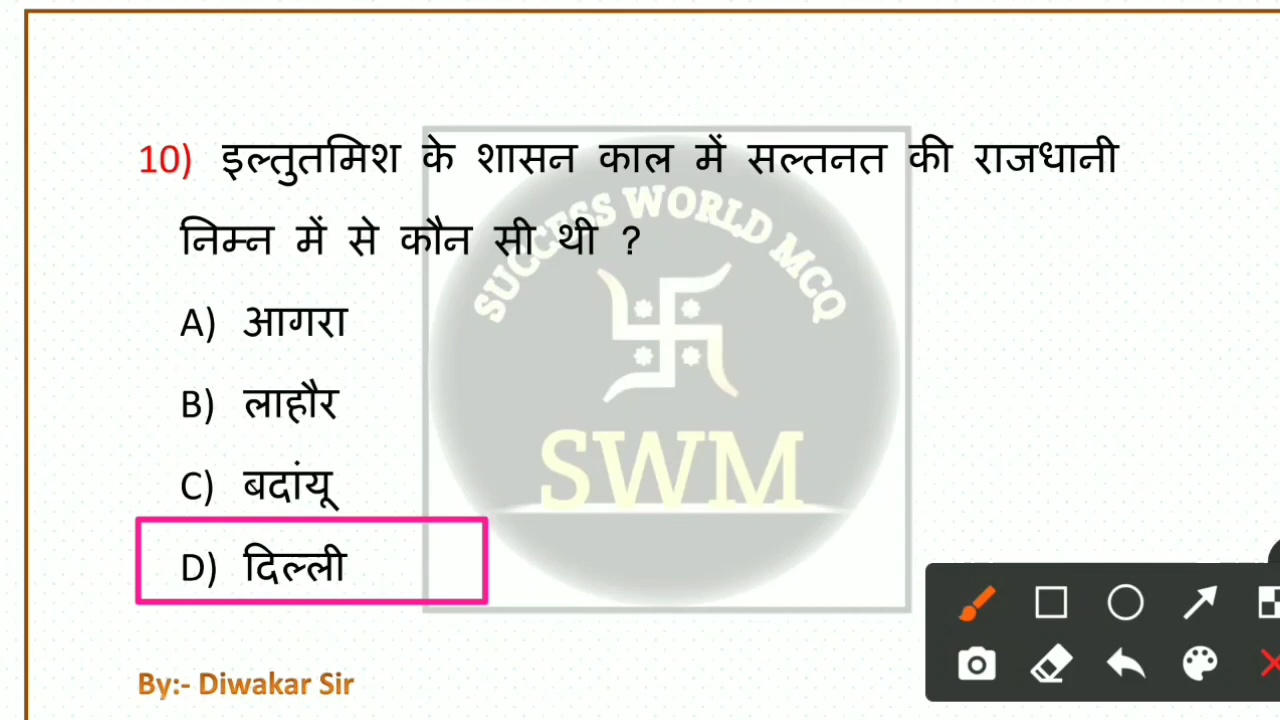 10) इल्तुतमिश के शासन काल में सल्तनत की राजधानी
निम्न में से कौन सी थी ?
A) आगरा
B) लाहौर
C) बदांयू
D) दिल्ली
SUCCESS WORLD MCQ
SWM
By:- Diwakar Sir